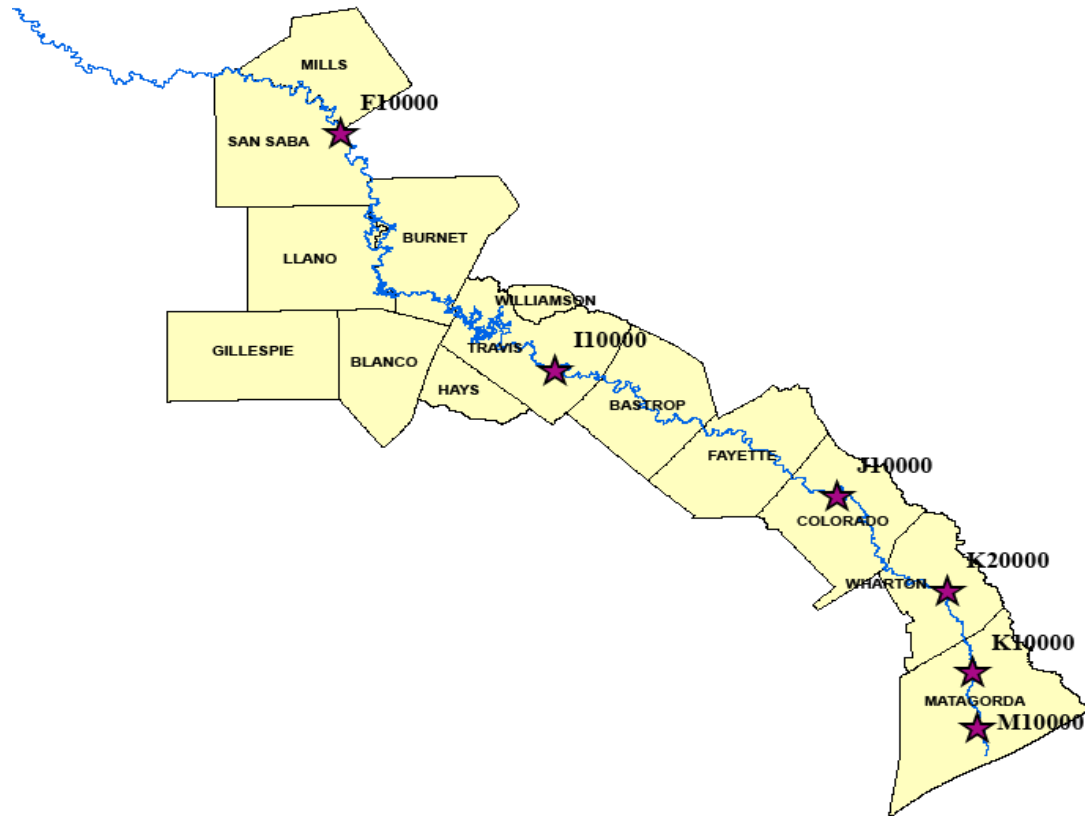 MILLS
F10000
SAN SABA
BURNET
LLANO
WILLIAMSON
I10000
TRAVIS
GILLESPIE
BLANCO
HAYS
BASTROP
FAYETTE
J10000
COLORADO
K20000
WHARTON
K10000
MATAGORDA
M10000